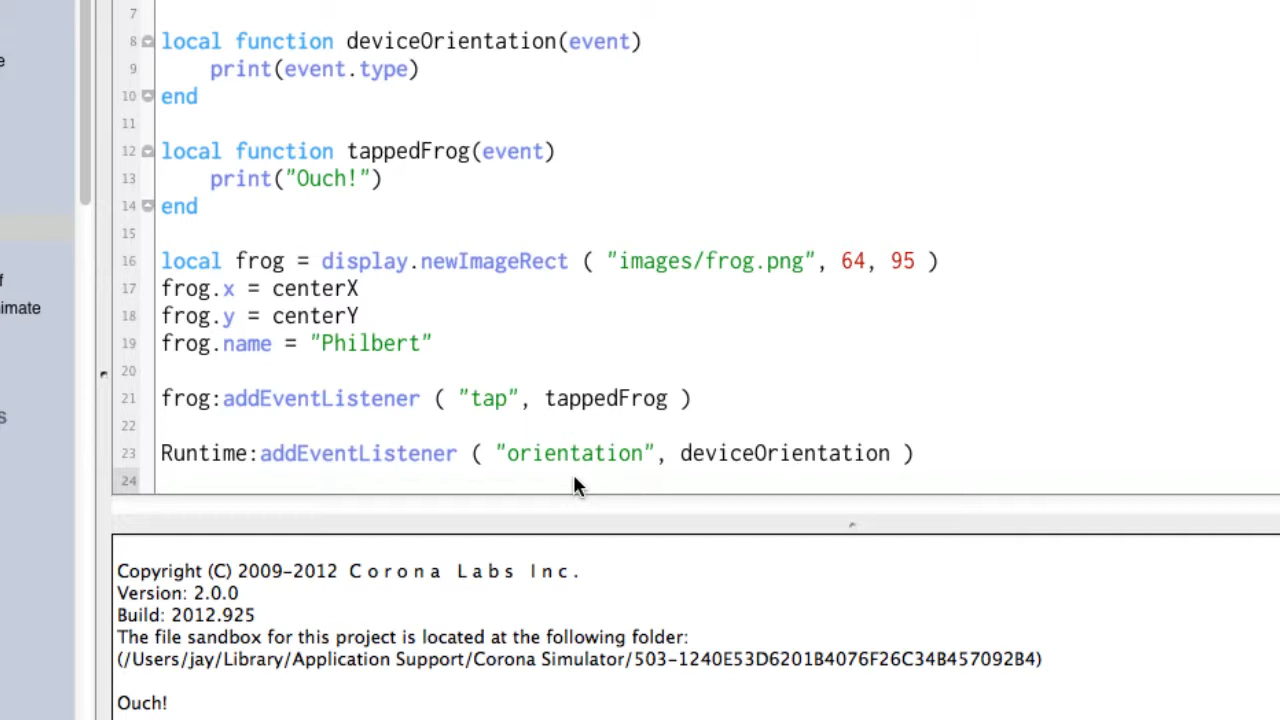 7
e
8 local function deviceOrientation(event)
9 print(event.type)
10 end
11
12 local function tappedFrog(event)
13 print("Ouch!")
14 end
15
16 local frog = display.newImageRect ( "images/frog.png", 64, 95 )
f
17 frog.x = centerX
imate
18 frog.y = centerY
19 frog.name = "Philbert"
20
21 frog:addEventListener ( "tap", tappedFrog )
s
22
23 Runtime:addEventListener ( "orientation", deviceOrientation )
24
Copyright (C) 2009-2012 C o r o n a L a b s I n c .
Version: 2.0.0
Build: 2012.925
The file sandbox for this project is located at the following folder:
(/Users/jay/Library/Application Support/Corona Simulator/503-1240E53D6201B4076F26C34B457092B4)
Ouch!